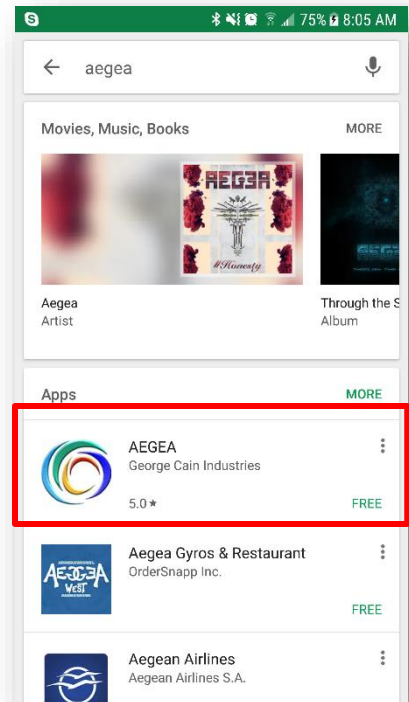 75% 8:05 AM
aegea
Movies, Music, Books MORE
AEGEA
#Honesty
Aegea
Artist
Through the S
Album
Apps MORE
AEGEA
George Cain Industries
5.0★ FREE
AEGEA
WEST
Aegea Gyros & Restaurant
OrderSnapp Inc.
FREE
Aegean Airlines
Aegean Airlines S.A.